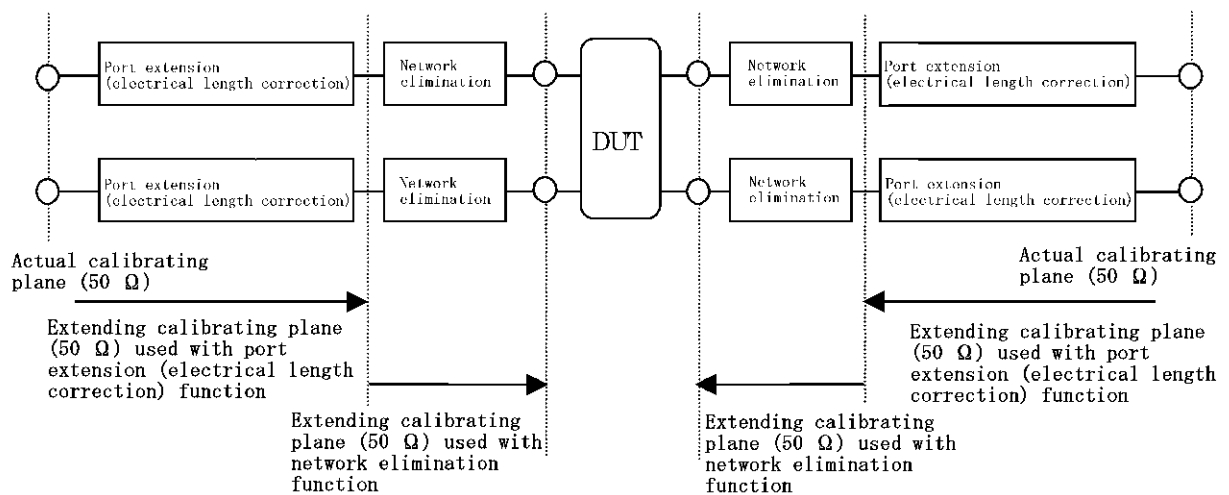 Port extension
(electrical length correction)
Network
elimination
DUT
Network
elimination
Port extension
(electrical length correction)
Port extension
(electrical length correction)
Network
elimination
Network
elimination
Port extension
(electrical length correction)
Actual calibrating
plane (50 Ω)
Actual calibrating
plane (50 Ω)
Extending calibrating plane
(50 Ω) used with port
extension (electrical length
correction) function
Extending calibrating plane
(50 Ω) used with port
extension (electrical length
correction) function
Extending calibrating
plane (50 Ω) used with
network elimination
function
Extending calibrating
plane (50 Ω) used with
network elimination
function